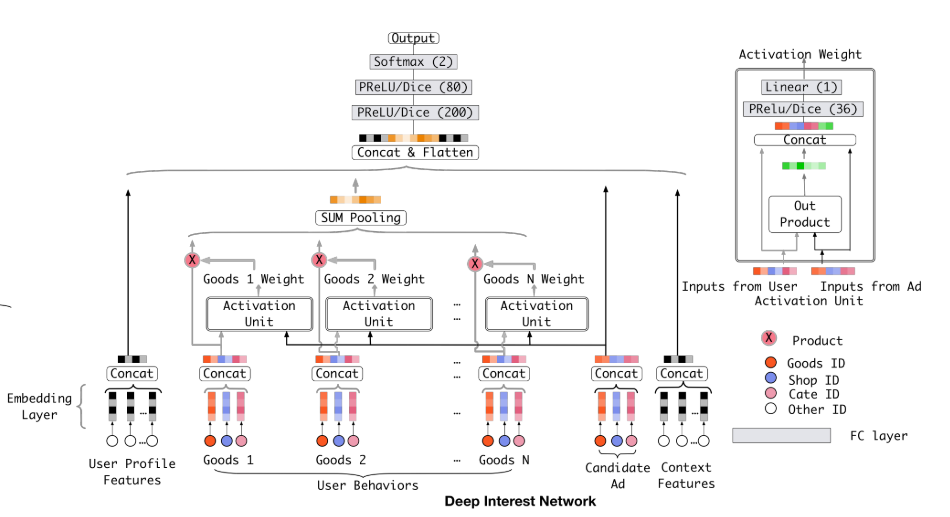 Output
Softmax (2)
PReLU/Dice (80)
PReLU/Dice (200)
Concat & Flatten
SUM Pooling
X
X
X
Goods 1 Weight
Goods 2 Weight
Goods N Weight
Activation
Unit
Activation
Unit
...
...
Activation
Unit
Concat
Concat
Concat
...
...
Concat
Concat
Concat
Embedding
Layer
...
...
...
...
...
User Profile
Features
Goods 1
Goods 2
...
Goods N
User Behaviors
Candidate
Ad
Context
Features
Deep Interest Network
Activation Weight
Linear (1)
PRelu/Dice (36)
Concat
Out
Product
Inputs from User
Inputs from Ad
Activation Unit
X
Product
Goods ID
Shop ID
Cate ID
Other ID
FC layer